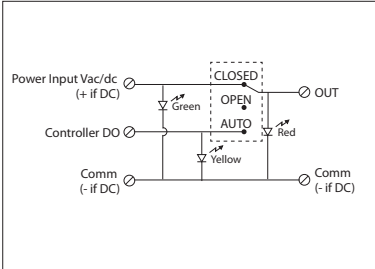 CLOSED
Power Input Vac/dc
(+ if DC)
Green
OPEN
OUT
AUTO
Controller DO
Red
Yellow
Comm
(- if DC)
Comm
(- if DC)